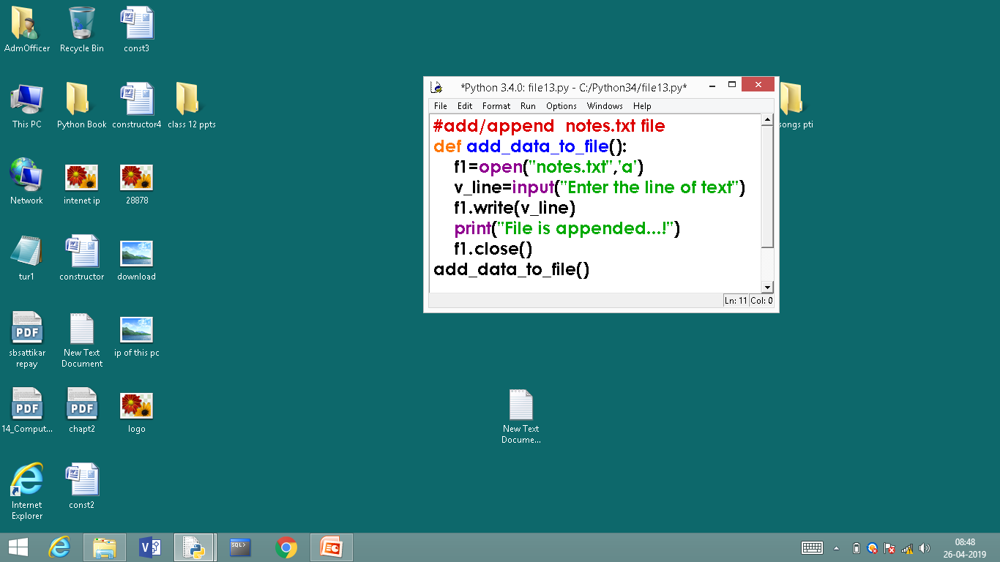 AdmOfficer
Recycle Bin
const3
This PC
Python Book
constructor4
class 12 ppts
Network
intenet ip
28878
tur1
constructor
download
PDF
sbsattikar
repay
New Text
Document
ip of this pc
PDF
14_Comput...
PDF
chapt2
logo
Internet
Explorer
const2
*Python 3.4.0: file13.py - C:/Python34/file13.py*
File Edit Format Run Options Windows Help
#add/append  notes.txt file
def add_data_to_file():
    f1=open("notes.txt",'a')
    v_line=input("Enter the line of text")
    f1.write(v_line)
    print("File is appended...!")
    f1.close()
add_data_to_file()
Ln: 11 Col: 0
songs pti
New Text
Docume...
SQL>
08:48
26-04-2019